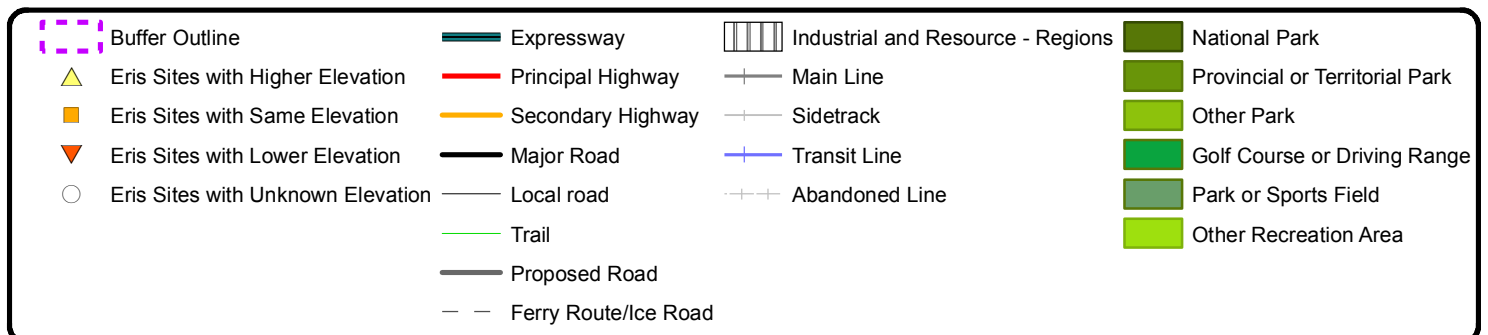 Buffer Outline
Eris Sites with Higher Elevation
Eris Sites with Same Elevation
Eris Sites with Lower Elevation
Eris Sites with Unknown Elevation
Expressway
Principal Highway
Secondary Highway
Major Road
Local road
Trail
Proposed Road
Ferry Route/Ice Road
Industrial and Resource - Regions
Main Line
Sidetrack
Transit Line
Abandoned Line
National Park
Provincial or Territorial Park
Other Park
Golf Course or Driving Range
Park or Sports Field
Other Recreation Area